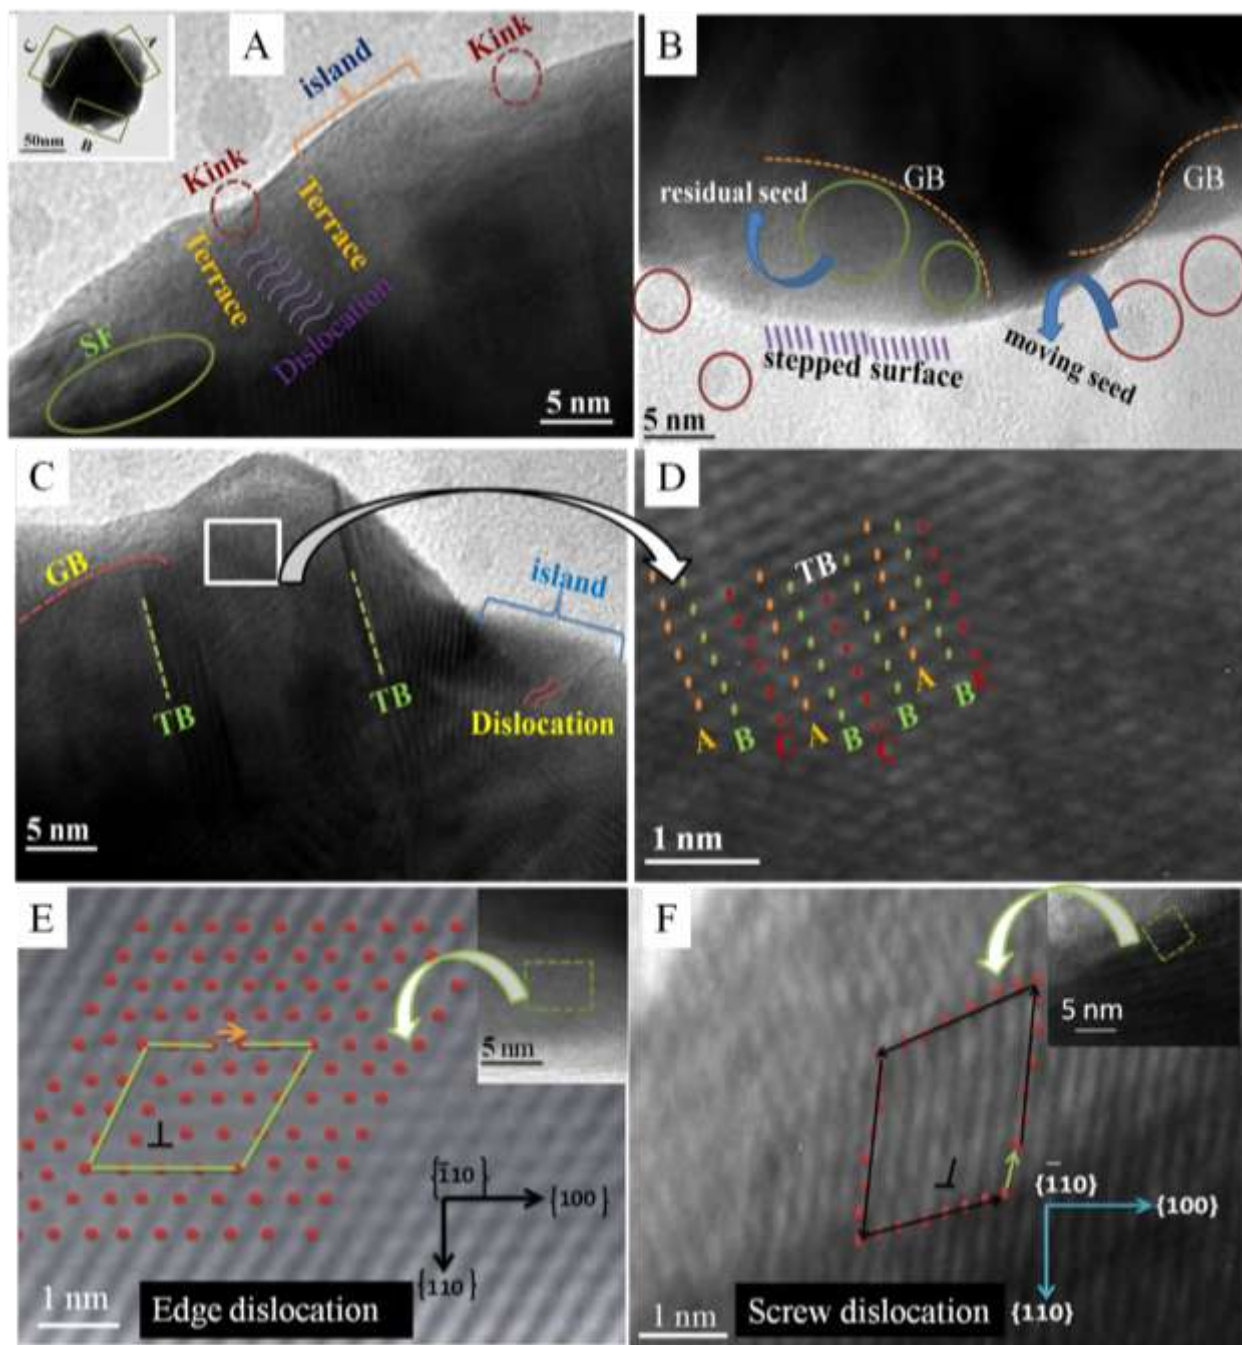 A
C
A
B
50nm
Kink
island
Kink
Terrace
Terrace
Dislocation
SF
5 nm
B
GB
GB
residual seed
moving seed
stepped surface
5 nm
C
GB
TB
TB
island
Dislocation
5 nm
D
TB
A
B
C
A
B
C
B
A
B
C
1 nm
E
5 nm
{1̅10}
{100}
{110}
1 nm
Edge dislocation
F
5 nm
{1̅10}
{100}
{110}
1 nm
Screw dislocation